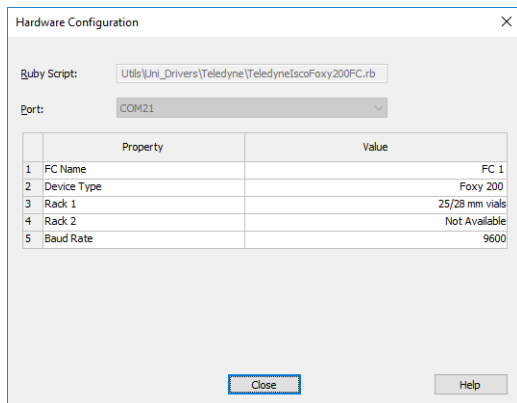 Hardware Configuration
Ruby Script: Utils\Uni_Drivers\Teledyne\TeledyneIscoFoxy200FC.rb
Port: COM21
Property Value
1 FC Name FC 1
2 Device Type Foxy 200
3 Rack 1 25/28 mm vials
4 Rack 2 Not Available
5 Baud Rate 9600
Close Help